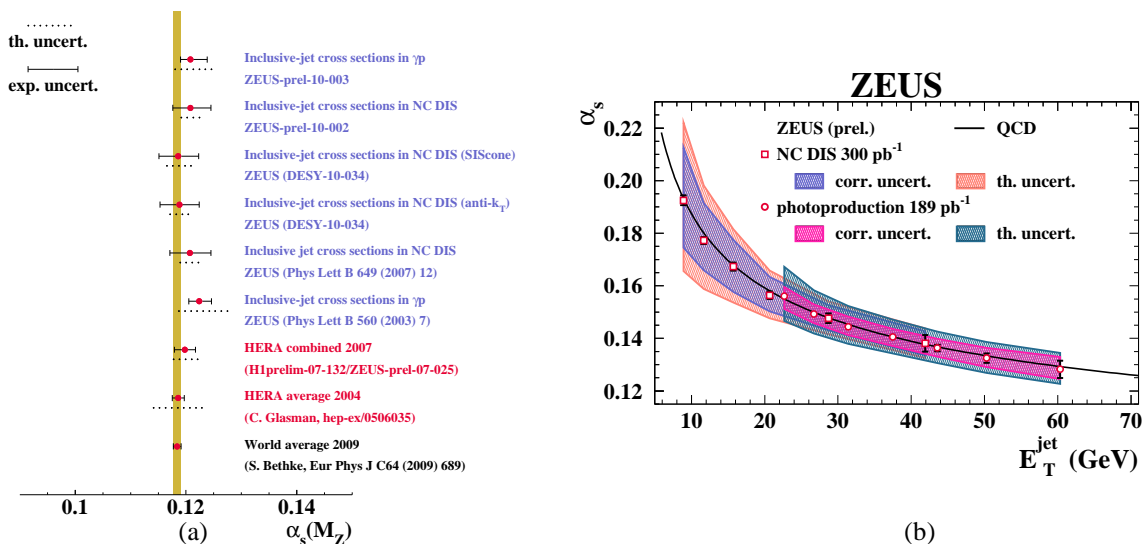 th. uncert.
exp. uncert.
Inclusive-jet cross sections in γp
ZEUS-prel-10-003
Inclusive-jet cross sections in NC DIS
ZEUS-prel-10-002
Inclusive-jet cross sections in NC DIS (SIScone)
ZEUS (DESY-10-034)
Inclusive-jet cross sections in NC DIS (anti-k_T)
ZEUS (DESY-10-034)
Inclusive jet cross sections in NC DIS
ZEUS (Phys Lett B 649 (2007) 12)
Inclusive-jet cross sections in γp
ZEUS (Phys Lett B 560 (2003) 7)
HERA combined 2007
(H1prelim-07-132/ZEUS-prel-07-025)
HERA average 2004
(C. Glasman, hep-ex/0506035)
World average 2009
(S. Bethke, Eur Phys J C64 (2009) 689)
0.1 0.12 0.14
α_s(M_Z)
(a)
ZEUS
α_s
0.22
0.20
0.18
0.16
0.14
0.12
ZEUS (prel.) QCD
NC DIS 300 pb⁻¹
corr. uncert. th. uncert.
photoproduction 189 pb⁻¹
corr. uncert. th. uncert.
10 20 30 40 50 60 70
E_T^jet (GeV)
(b)